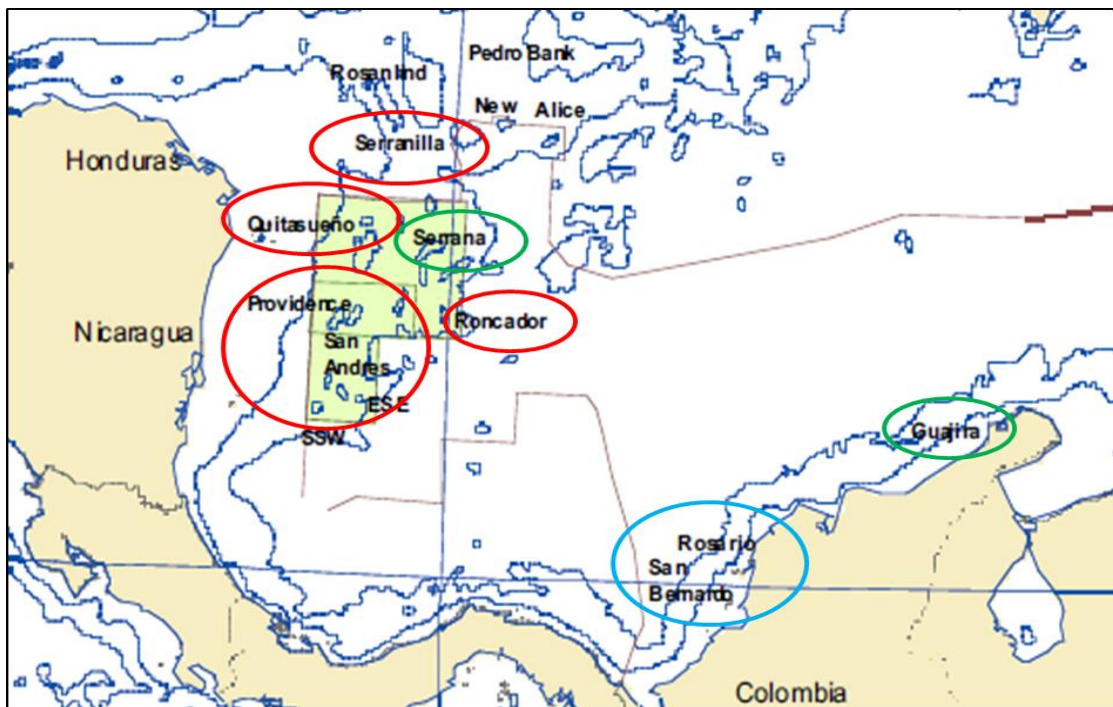 Pedro Bank
Rosanlind
New Alice
Serranilla
Honduras
Quitasueño
Serrana
Providence
Roncador
Nicaragua
San
Andres
ESE
SSW
Guajira
Rosario
San
Bernardo
Colombia